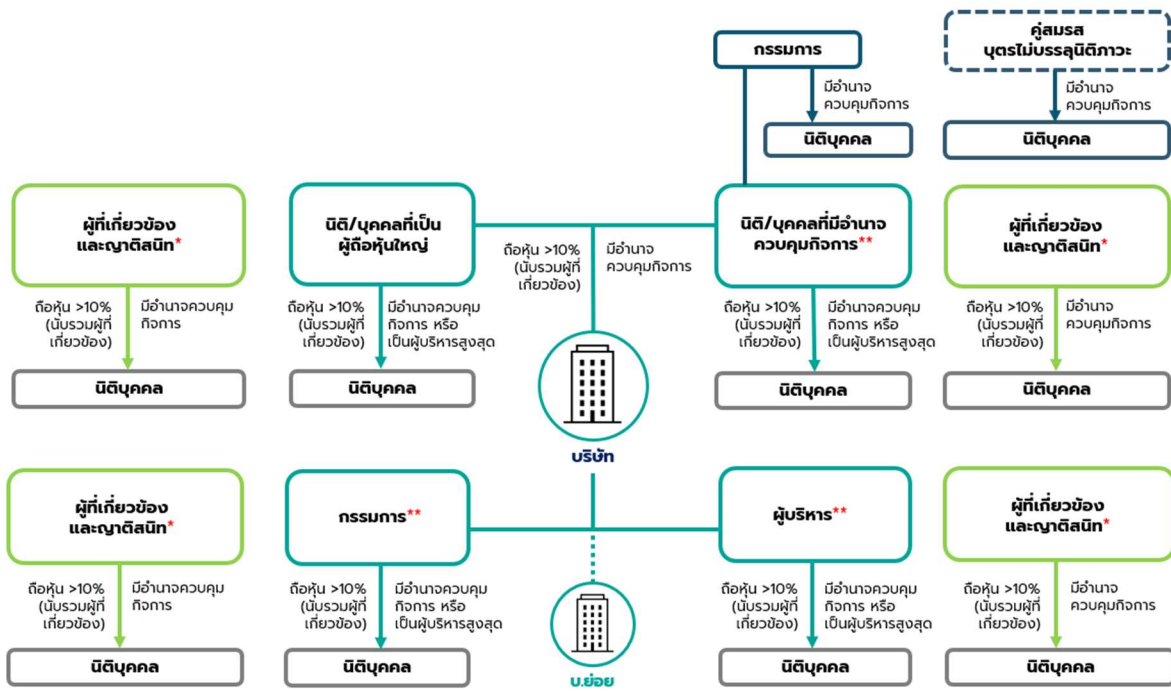 กรรมการ
มีอำนาจ
ควบคุมกิจการ
นิติบุคคล
คู่สมรส
บุตรไม่บรรลุนิติภาวะ
มีอำนาจ
ควบคุมกิจการ
นิติบุคคล
ผู้ที่เกี่ยวข้อง
และญาติสนิท*
ถือหุ้น >10%
(นับรวมผู้ที่
เกี่ยวข้อง)
มีอำนาจควบคุม
กิจการ
นิติบุคคล
นิติ/บุคคลที่เป็น
ผู้ถือหุ้นใหญ่
ถือหุ้น >10%
(นับรวมผู้ที่
เกี่ยวข้อง)
มีอำนาจควบคุม
กิจการ หรือ
เป็นผู้บริหารสูงสุด
นิติบุคคล
ถือหุ้น >10%
(นับรวมผู้ที่
เกี่ยวข้อง)
มีอำนาจ
ควบคุมกิจการ
บริษัท
นิติ/บุคคลที่มีอำนาจ
ควบคุมกิจการ**
ถือหุ้น >10%
(นับรวมผู้ที่
เกี่ยวข้อง)
มีอำนาจควบคุม
กิจการ หรือ
เป็นผู้บริหารสูงสุด
นิติบุคคล
ผู้ที่เกี่ยวข้อง
และญาติสนิท*
ถือหุ้น >10%
(นับรวมผู้ที่
เกี่ยวข้อง)
มีอำนาจ
ควบคุมกิจการ
นิติบุคคล
ผู้ที่เกี่ยวข้อง
และญาติสนิท*
ถือหุ้น >10%
(นับรวมผู้ที่
เกี่ยวข้อง)
มีอำนาจควบคุม
กิจการ
นิติบุคคล
กรรมการ**
ถือหุ้น >10%
(นับรวมผู้ที่
เกี่ยวข้อง)
มีอำนาจควบคุม
กิจการ หรือ
เป็นผู้บริหารสูงสุด
นิติบุคคล
บ.ย่อย
ผู้บริหาร**
ถือหุ้น >10%
(นับรวมผู้ที่
เกี่ยวข้อง)
มีอำนาจควบคุม
กิจการ หรือ
เป็นผู้บริหารสูงสุด
นิติบุคคล
ผู้ที่เกี่ยวข้อง
และญาติสนิท*
ถือหุ้น >10%
(นับรวมผู้ที่
เกี่ยวข้อง)
มีอำนาจ
ควบคุมกิจการ
นิติบุคคล